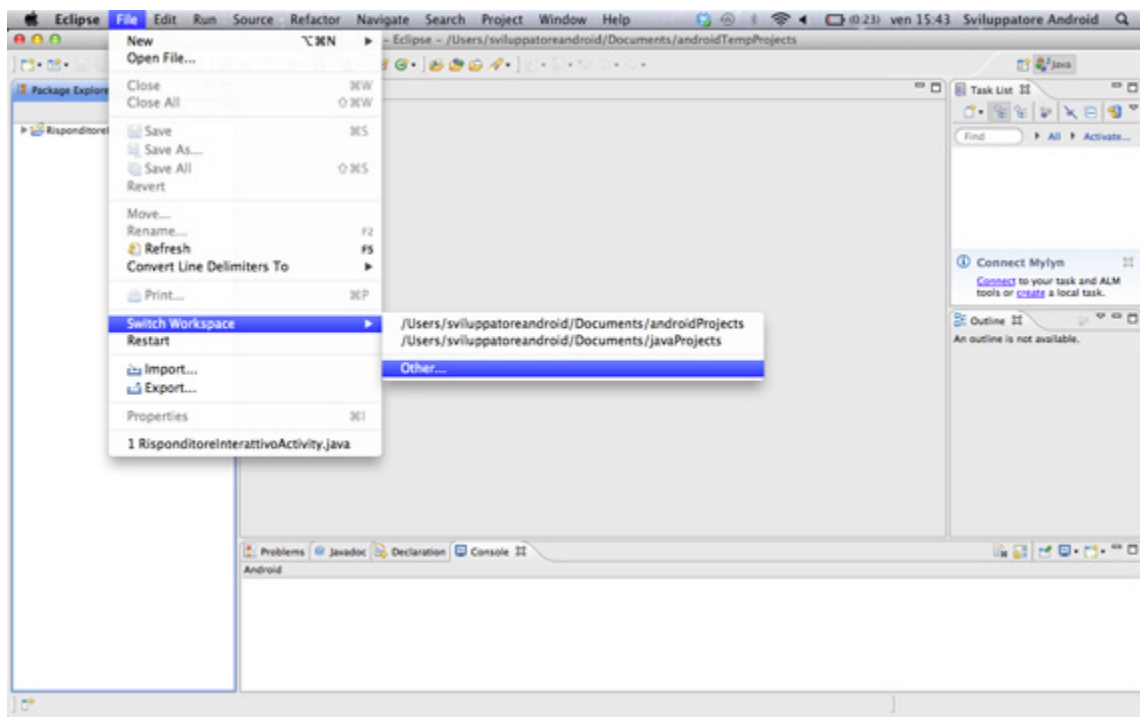 Eclipse File Edit Run Source Refactor Navigate Search Project Window Help (0:23) ven 15:43 Sviluppatore Android
- Eclipse - /Users/sviluppatoreandroid/Documents/androidTempProjects
New ⌥⌘N
Open File...
Close ⌘W
Close All ⇧⌘W
Save ⌘S
Save As...
Save All ⇧⌘S
Revert
Move...
Rename... F2
Refresh F5
Convert Line Delimiters To
Print... ⌘P
Switch Workspace
Restart
Import...
Export...
Properties ⌘I
1 RisponditoreInterattivoActivity.java
/Users/sviluppatoreandroid/Documents/androidProjects
/Users/sviluppatoreandroid/Documents/javaProjects
Other...
Package Explore
Risponditorel
Java
Task List
Find All Activate...
Connect Mylyn
Connect to your task and ALM
tools or create a local task.
Outline
An outline is not available.
Problems Javadoc Declaration Console
Android